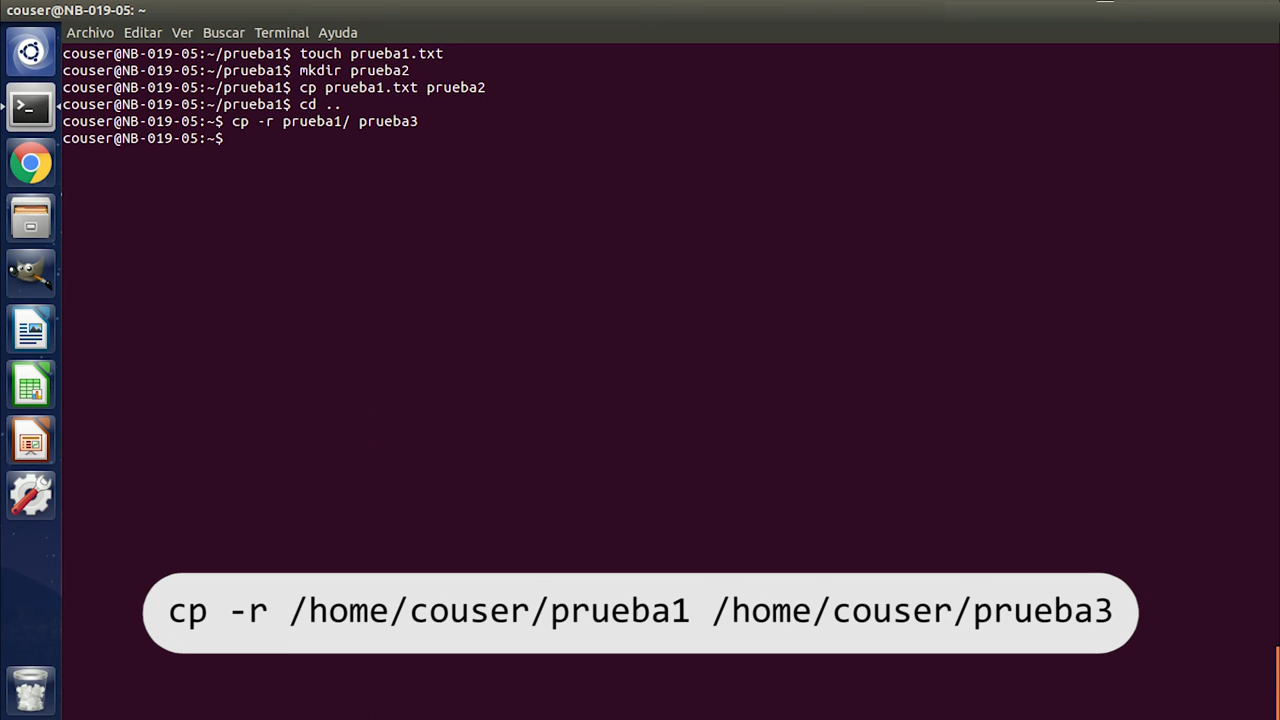 couser@NB-019-05: ~
Archivo Editar Ver Buscar Terminal Ayuda
couser@NB-019-05:~/prueba1$ touch prueba1.txt
couser@NB-019-05:~/prueba1$ mkdir prueba2
couser@NB-019-05:~/prueba1$ cp prueba1.txt prueba2
couser@NB-019-05:~/prueba1$ cd ..
couser@NB-019-05:~$ cp -r prueba1/ prueba3
couser@NB-019-05:~$
cp -r /home/couser/prueba1 /home/couser/prueba3